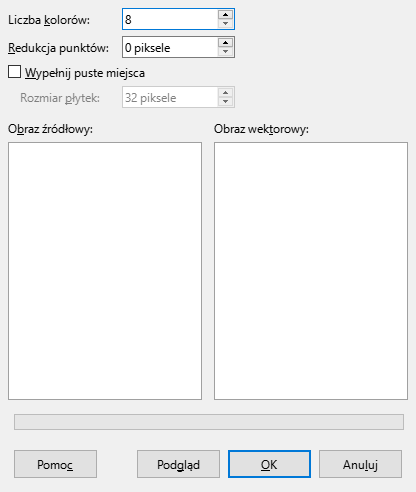 Liczba kolorów: 8
Redukcja punktów: 0 piksele
Wypełnij puste miejsca
Rozmiar płytek: 32 piksele
Obraz źródłowy: Obraz wektorowy:
Pomoc Podgląd OK Anuluj